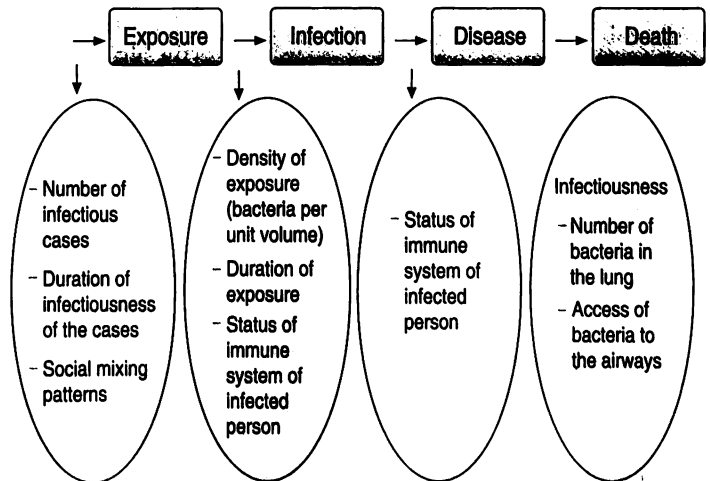 Exposure
Infection
Disease
Death
- Number of
infectious
cases
- Duration of
infectiousness
of the cases
- Social mixing
patterns
- Density of
exposure
(bacteria per
unit volume)
- Duration of
exposure
- Status of
immune
system of
infected
person
- Status of
immune
system of
infected
person
Infectiousness
- Number of
bacteria in
the lung
- Access of
bacteria to
the airways